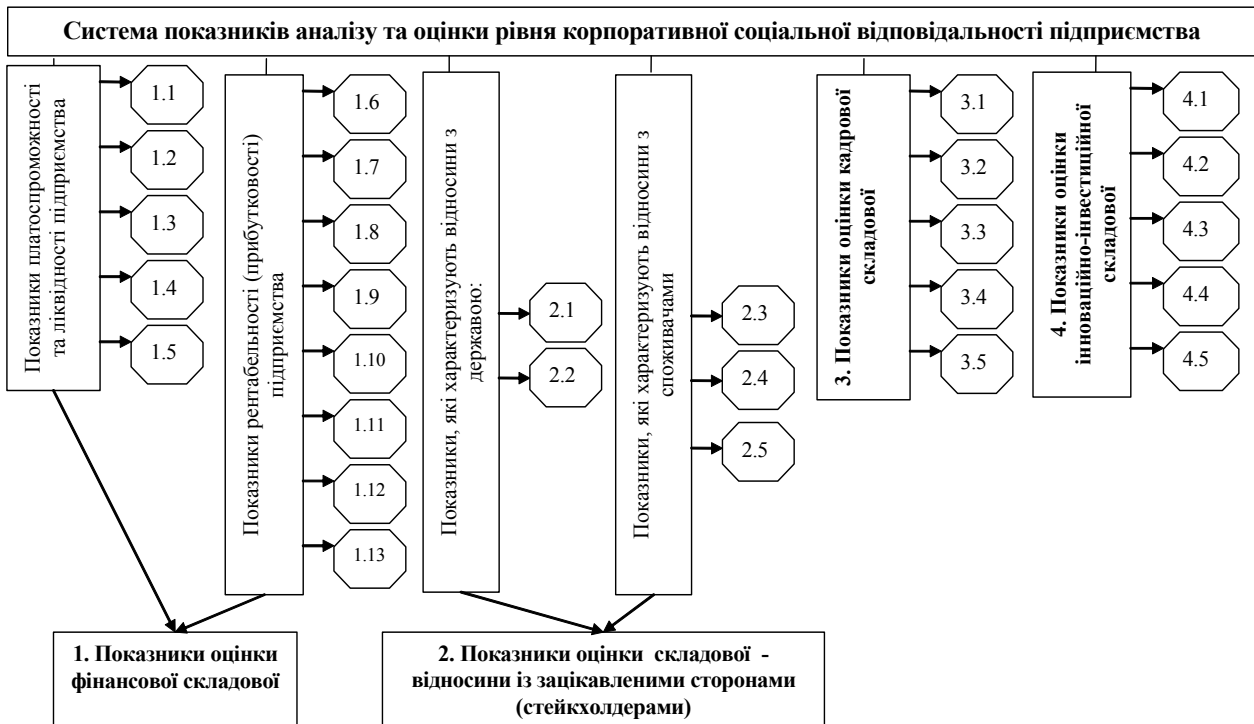 Система показників аналізу та оцінки рівня корпоративної соціальної відповідальності підприємства
Показники платоспроможності
та ліквідності підприємства
1.1
1.2
1.3
1.4
1.5
Показники рентабельності (прибутковості)
підприємства
1.6
1.7
1.8
1.9
1.10
1.11
1.12
1.13
Показники, які характеризують відносини з
державою:
2.1
2.2
Показники, які характеризують відносини з
споживачами
2.3
2.4
2.5
3. Показники оцінки кадрової
складової
3.1
3.2
3.3
3.4
3.5
4. Показники оцінки
інноваційно-інвестиційної
складової
4.1
4.2
4.3
4.4
4.5
1. Показники оцінки
фінансової складової
2. Показники оцінки складової -
відносини із зацікавленими сторонами
(стейкхолдерами)